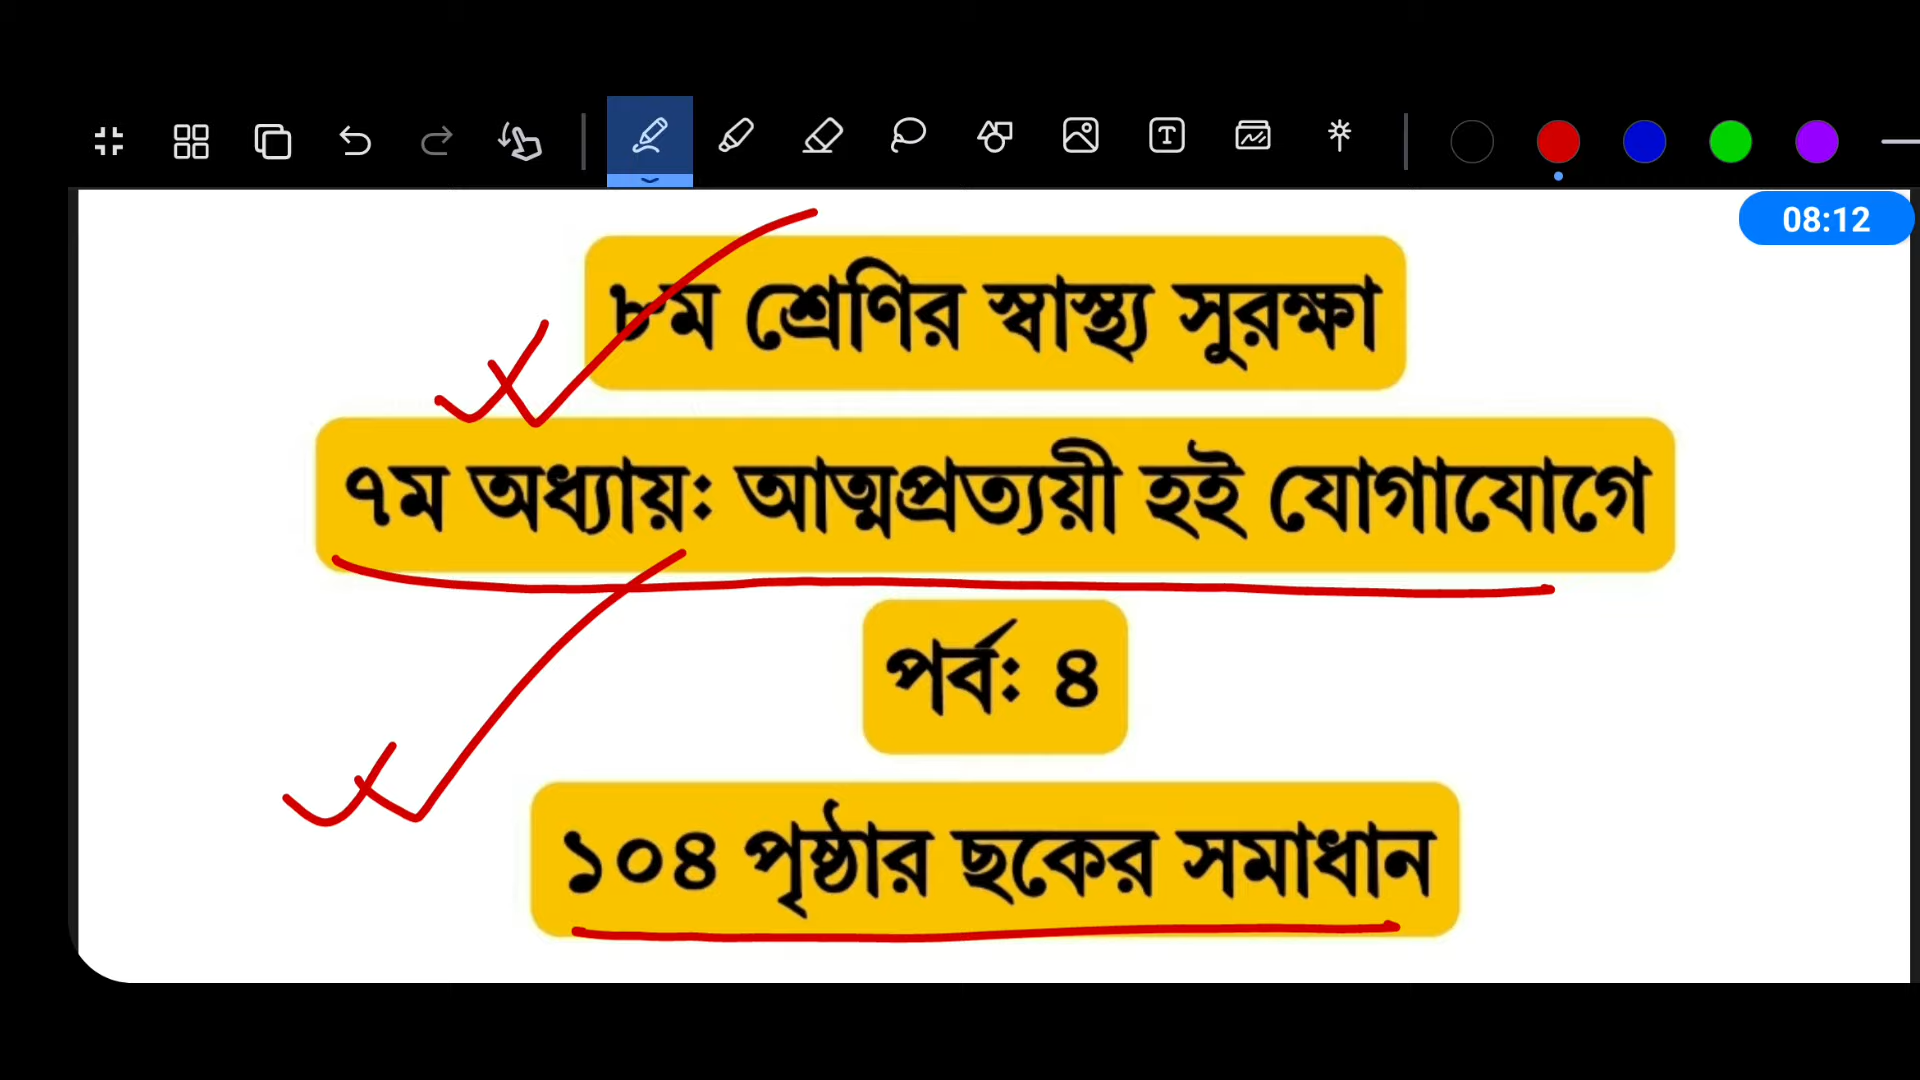 08:12
৮ম শ্রেণির স্বাস্থ্য সুরক্ষা
৭ম অধ্যায়ঃ আত্মপ্রত্যয়ী হই যোগাযোগে
পর্বঃ ৪
১০৪ পৃষ্ঠার ছকের সমাধান